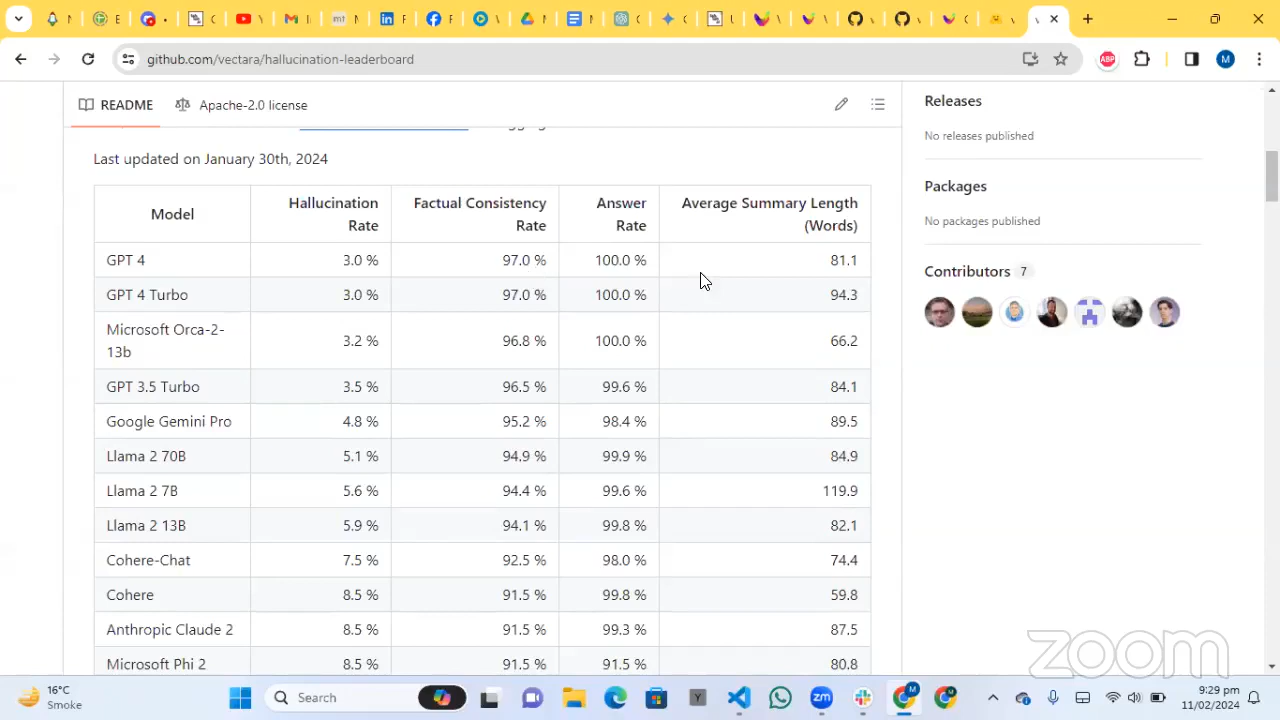 github.com/vectara/hallucination-leaderboard
ABP
M
README
Apache-2.0 license
Last updated on January 30th, 2024
Model Hallucination Rate Factual Consistency Rate Answer Rate Average Summary Length (Words)
GPT 4 3.0 % 97.0 % 100.0 % 81.1
GPT 4 Turbo 3.0 % 97.0 % 100.0 % 94.3
Microsoft Orca-2-
13b 3.2 % 96.8 % 100.0 % 66.2
GPT 3.5 Turbo 3.5 % 96.5 % 99.6 % 84.1
Google Gemini Pro 4.8 % 95.2 % 98.4 % 89.5
Llama 2 70B 5.1 % 94.9 % 99.9 % 84.9
Llama 2 7B 5.6 % 94.4 % 99.6 % 119.9
Llama 2 13B 5.9 % 94.1 % 99.8 % 82.1
Cohere-Chat 7.5 % 92.5 % 98.0 % 74.4
Cohere 8.5 % 91.5 % 99.8 % 59.8
Anthropic Claude 2 8.5 % 91.5 % 99.3 % 87.5
Microsoft Phi 2 8.5 % 91.5 % 91.5 % 80.8
Releases
No releases published
Packages
No packages published
Contributors 7
zoom
16°C
Smoke
Search
9:29 pm
11/02/2024